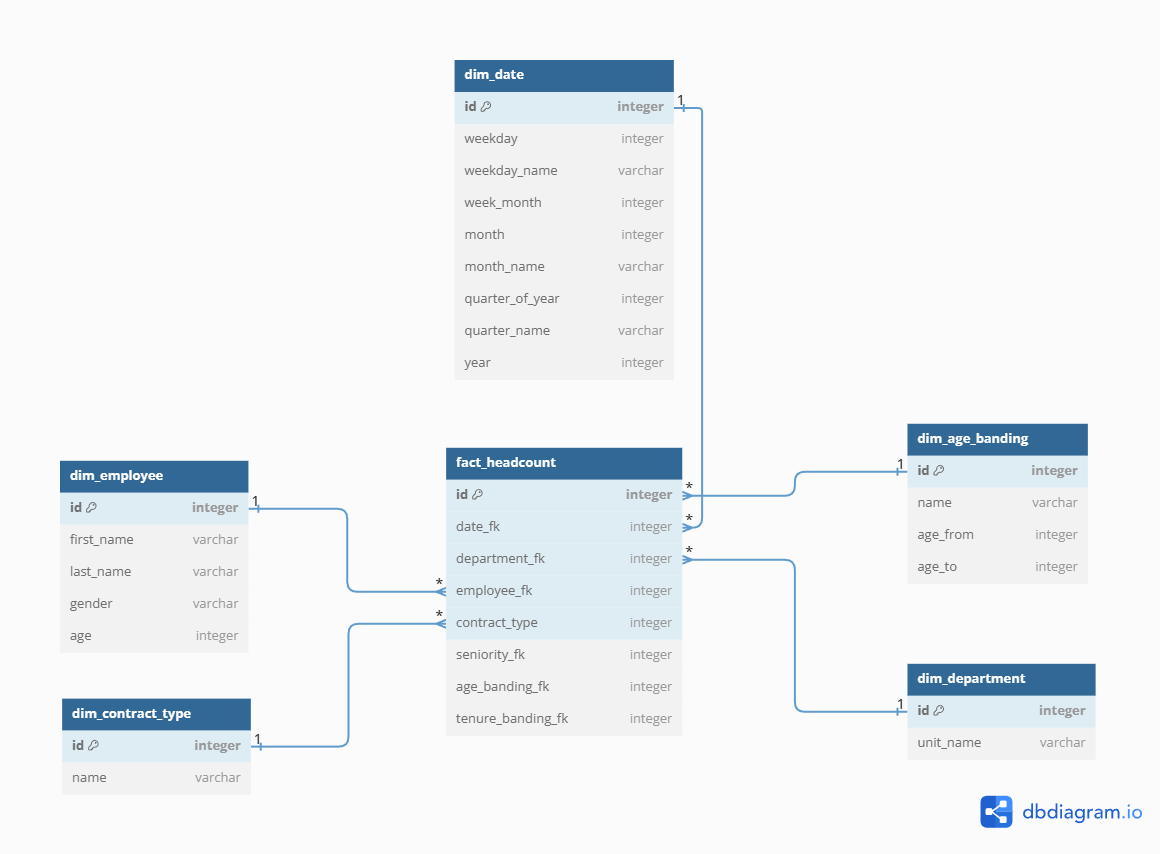 dim_date
id integer
weekday integer
weekday_name varchar
week_month integer
month integer
month_name varchar
quarter_of_year integer
quarter_name varchar
year integer
1
dim_employee
id integer
first_name varchar
last_name varchar
gender varchar
age integer
1
dim_contract_type
id integer
name varchar
1
fact_headcount
id integer
date_fk integer
department_fk integer
employee_fk integer
contract_type integer
seniority_fk integer
age_banding_fk integer
tenure_banding_fk integer
*
*
*
*
*
dim_age_banding
id integer
name varchar
age_from integer
age_to integer
1
dim_department
id integer
unit_name varchar
1
dbdiagram.io